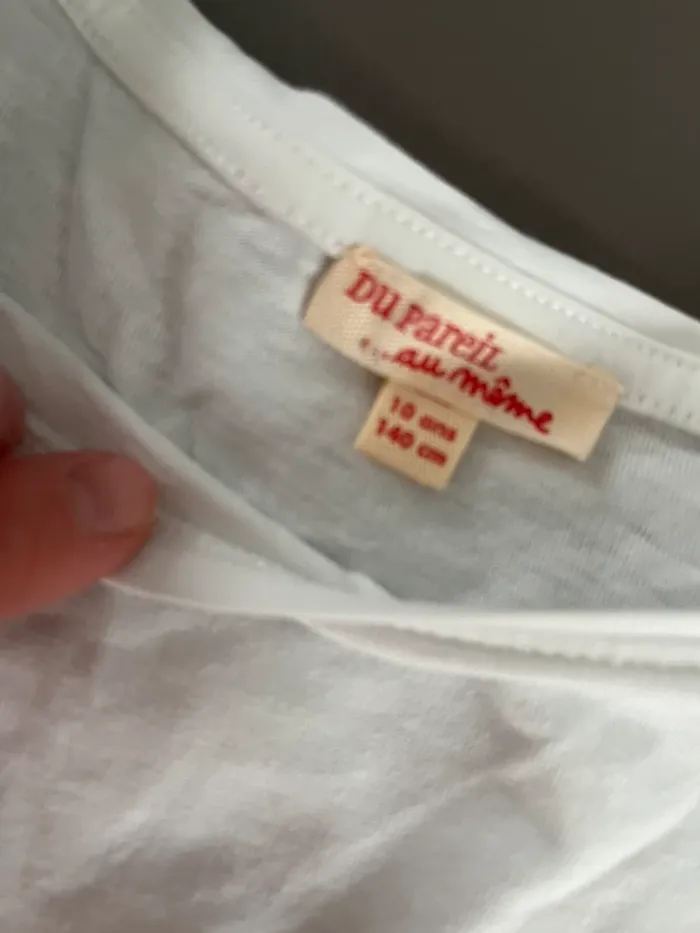 DU PaReiL
...au même
10 ans
140 cm